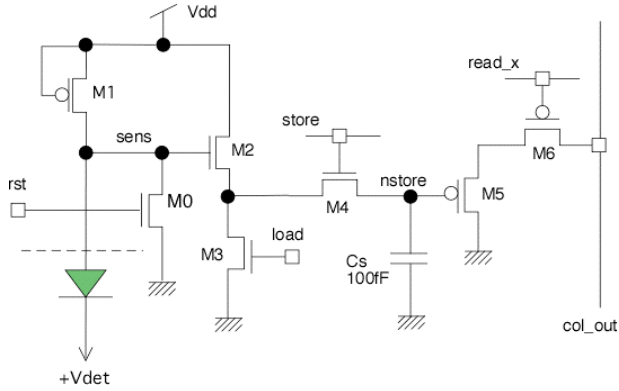 Vdd
M1
read_x
store
sens
M2
M6
rst
M0
nstore
M5
M4
M3
load
Cs
100fF
col_out
+Vdet